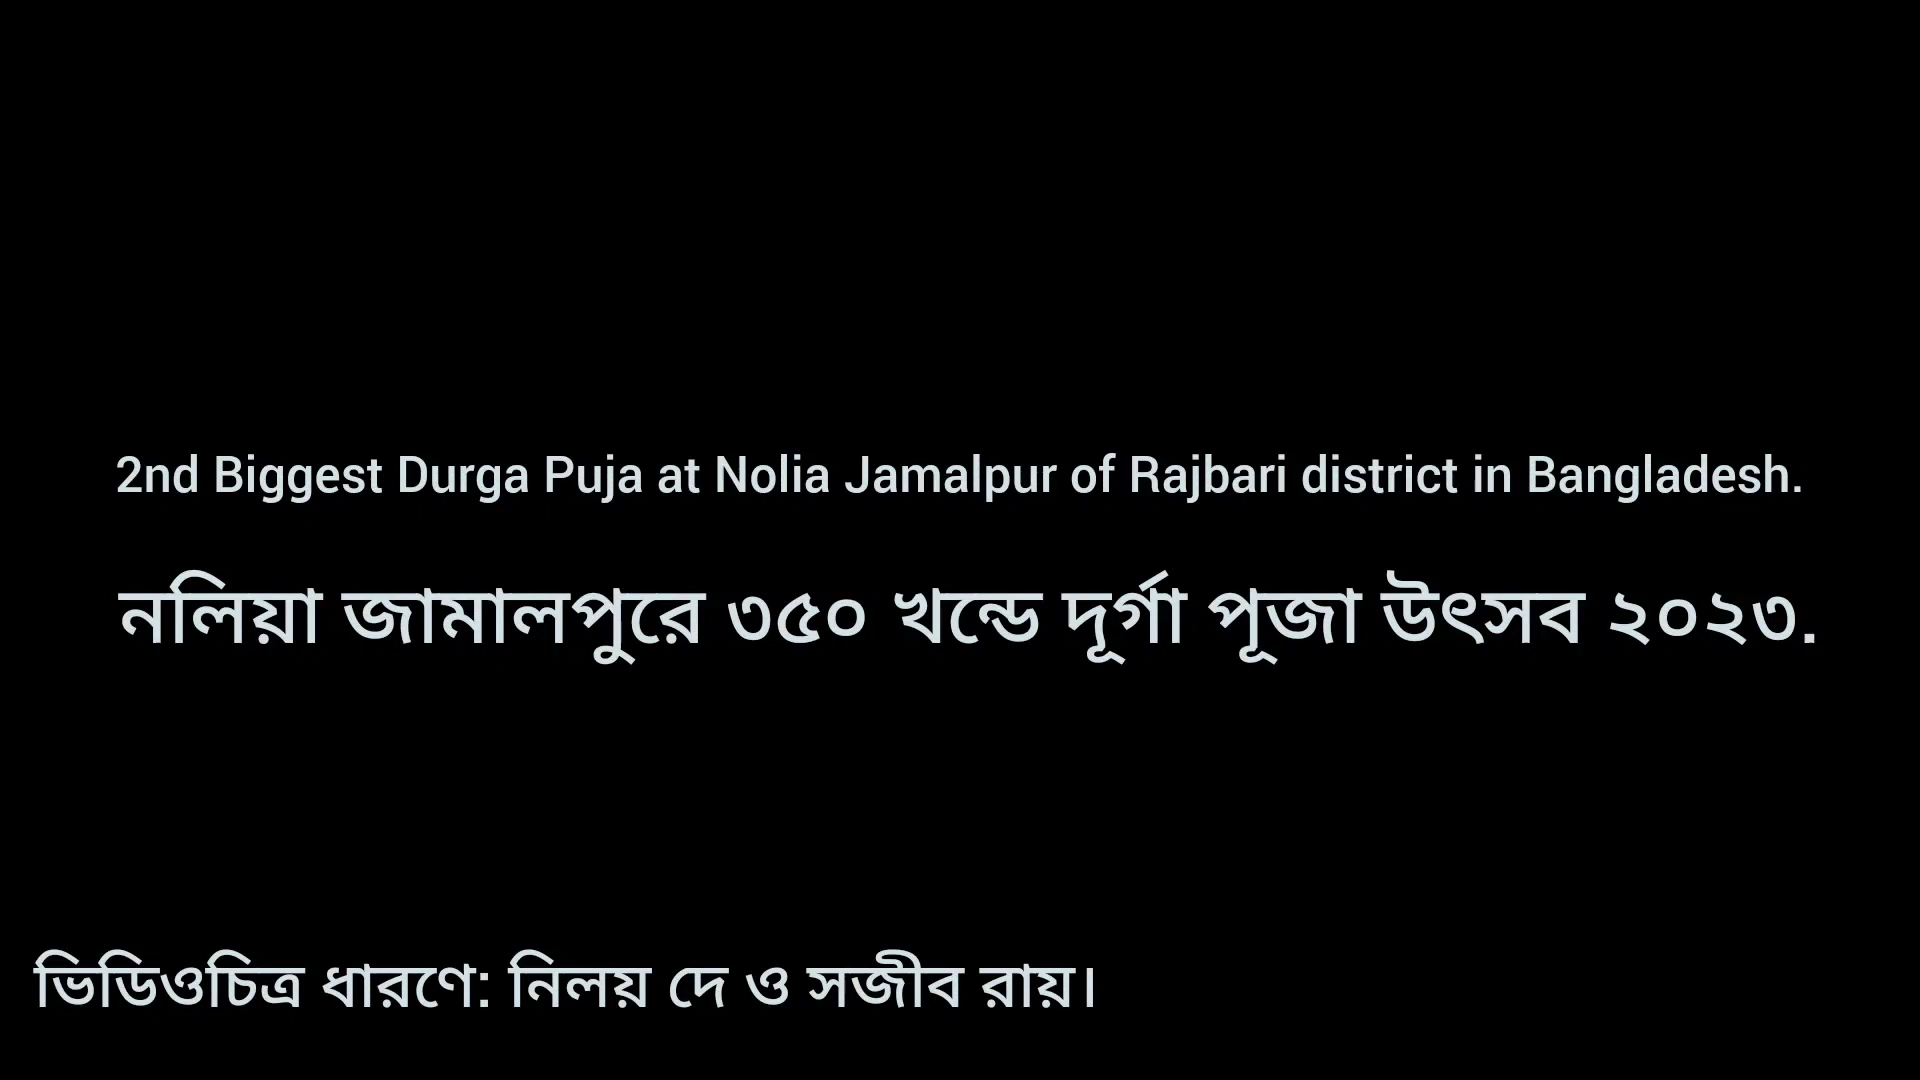 2nd Biggest Durga Puja at Nolia Jamalpur of Rajbari district in Bangladesh.
নলিয়া জামালপুরে ৩৫০ খন্ডে দূর্গা পূজা উৎসব ২০২৩.
ভিডিওচিত্র ধারণে: নিলয় দে ও সজীব রায়।